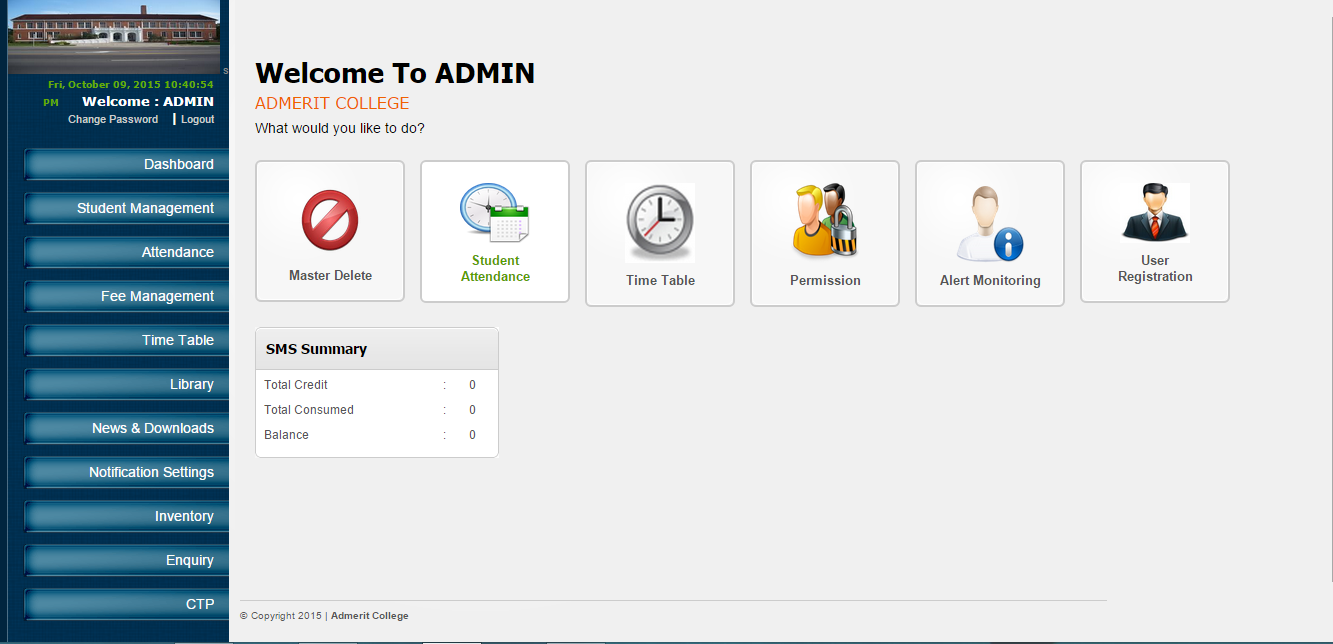 s
Fri, October 09, 2015 10:40:54
PM Welcome : ADMIN
Change Password | Logout
Dashboard
Student Management
Attendance
Fee Management
Time Table
Library
News & Downloads
Notification Settings
Inventory
Enquiry
CTP
Welcome To ADMIN
ADMERIT COLLEGE
What would you like to do?
Master Delete
Student
Attendance
Time Table
Permission
Alert Monitoring
User
Registration
SMS Summary
Total Credit : 0
Total Consumed : 0
Balance : 0
© Copyright 2015 | Admerit College